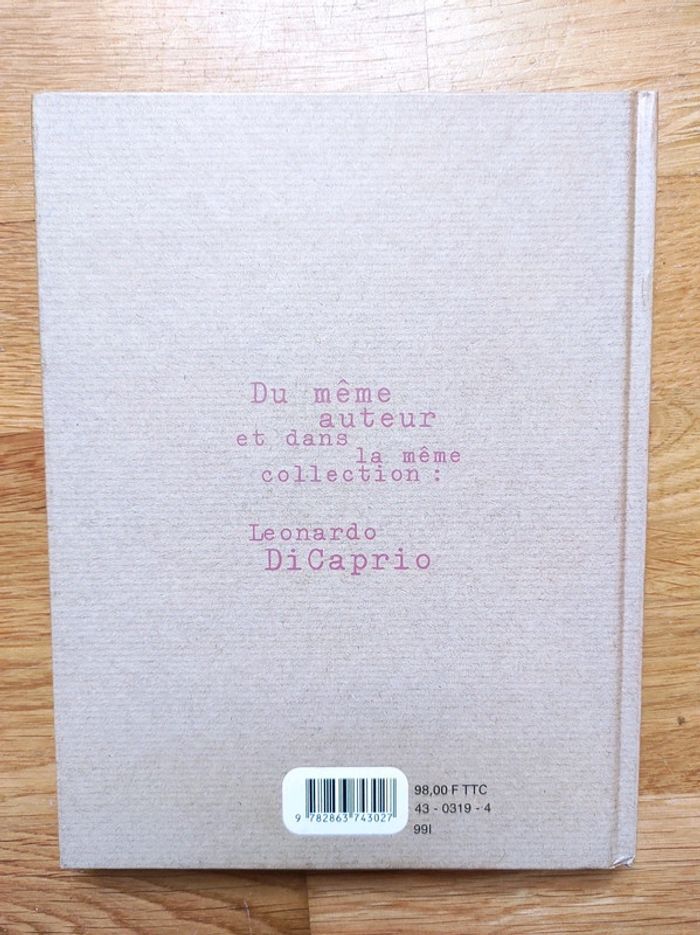 Du même
auteur
et dans
la même
collection :
Leonardo
DiCaprio
98,00 F TTC
9 782863 743027
43 - 0319 - 4
99I